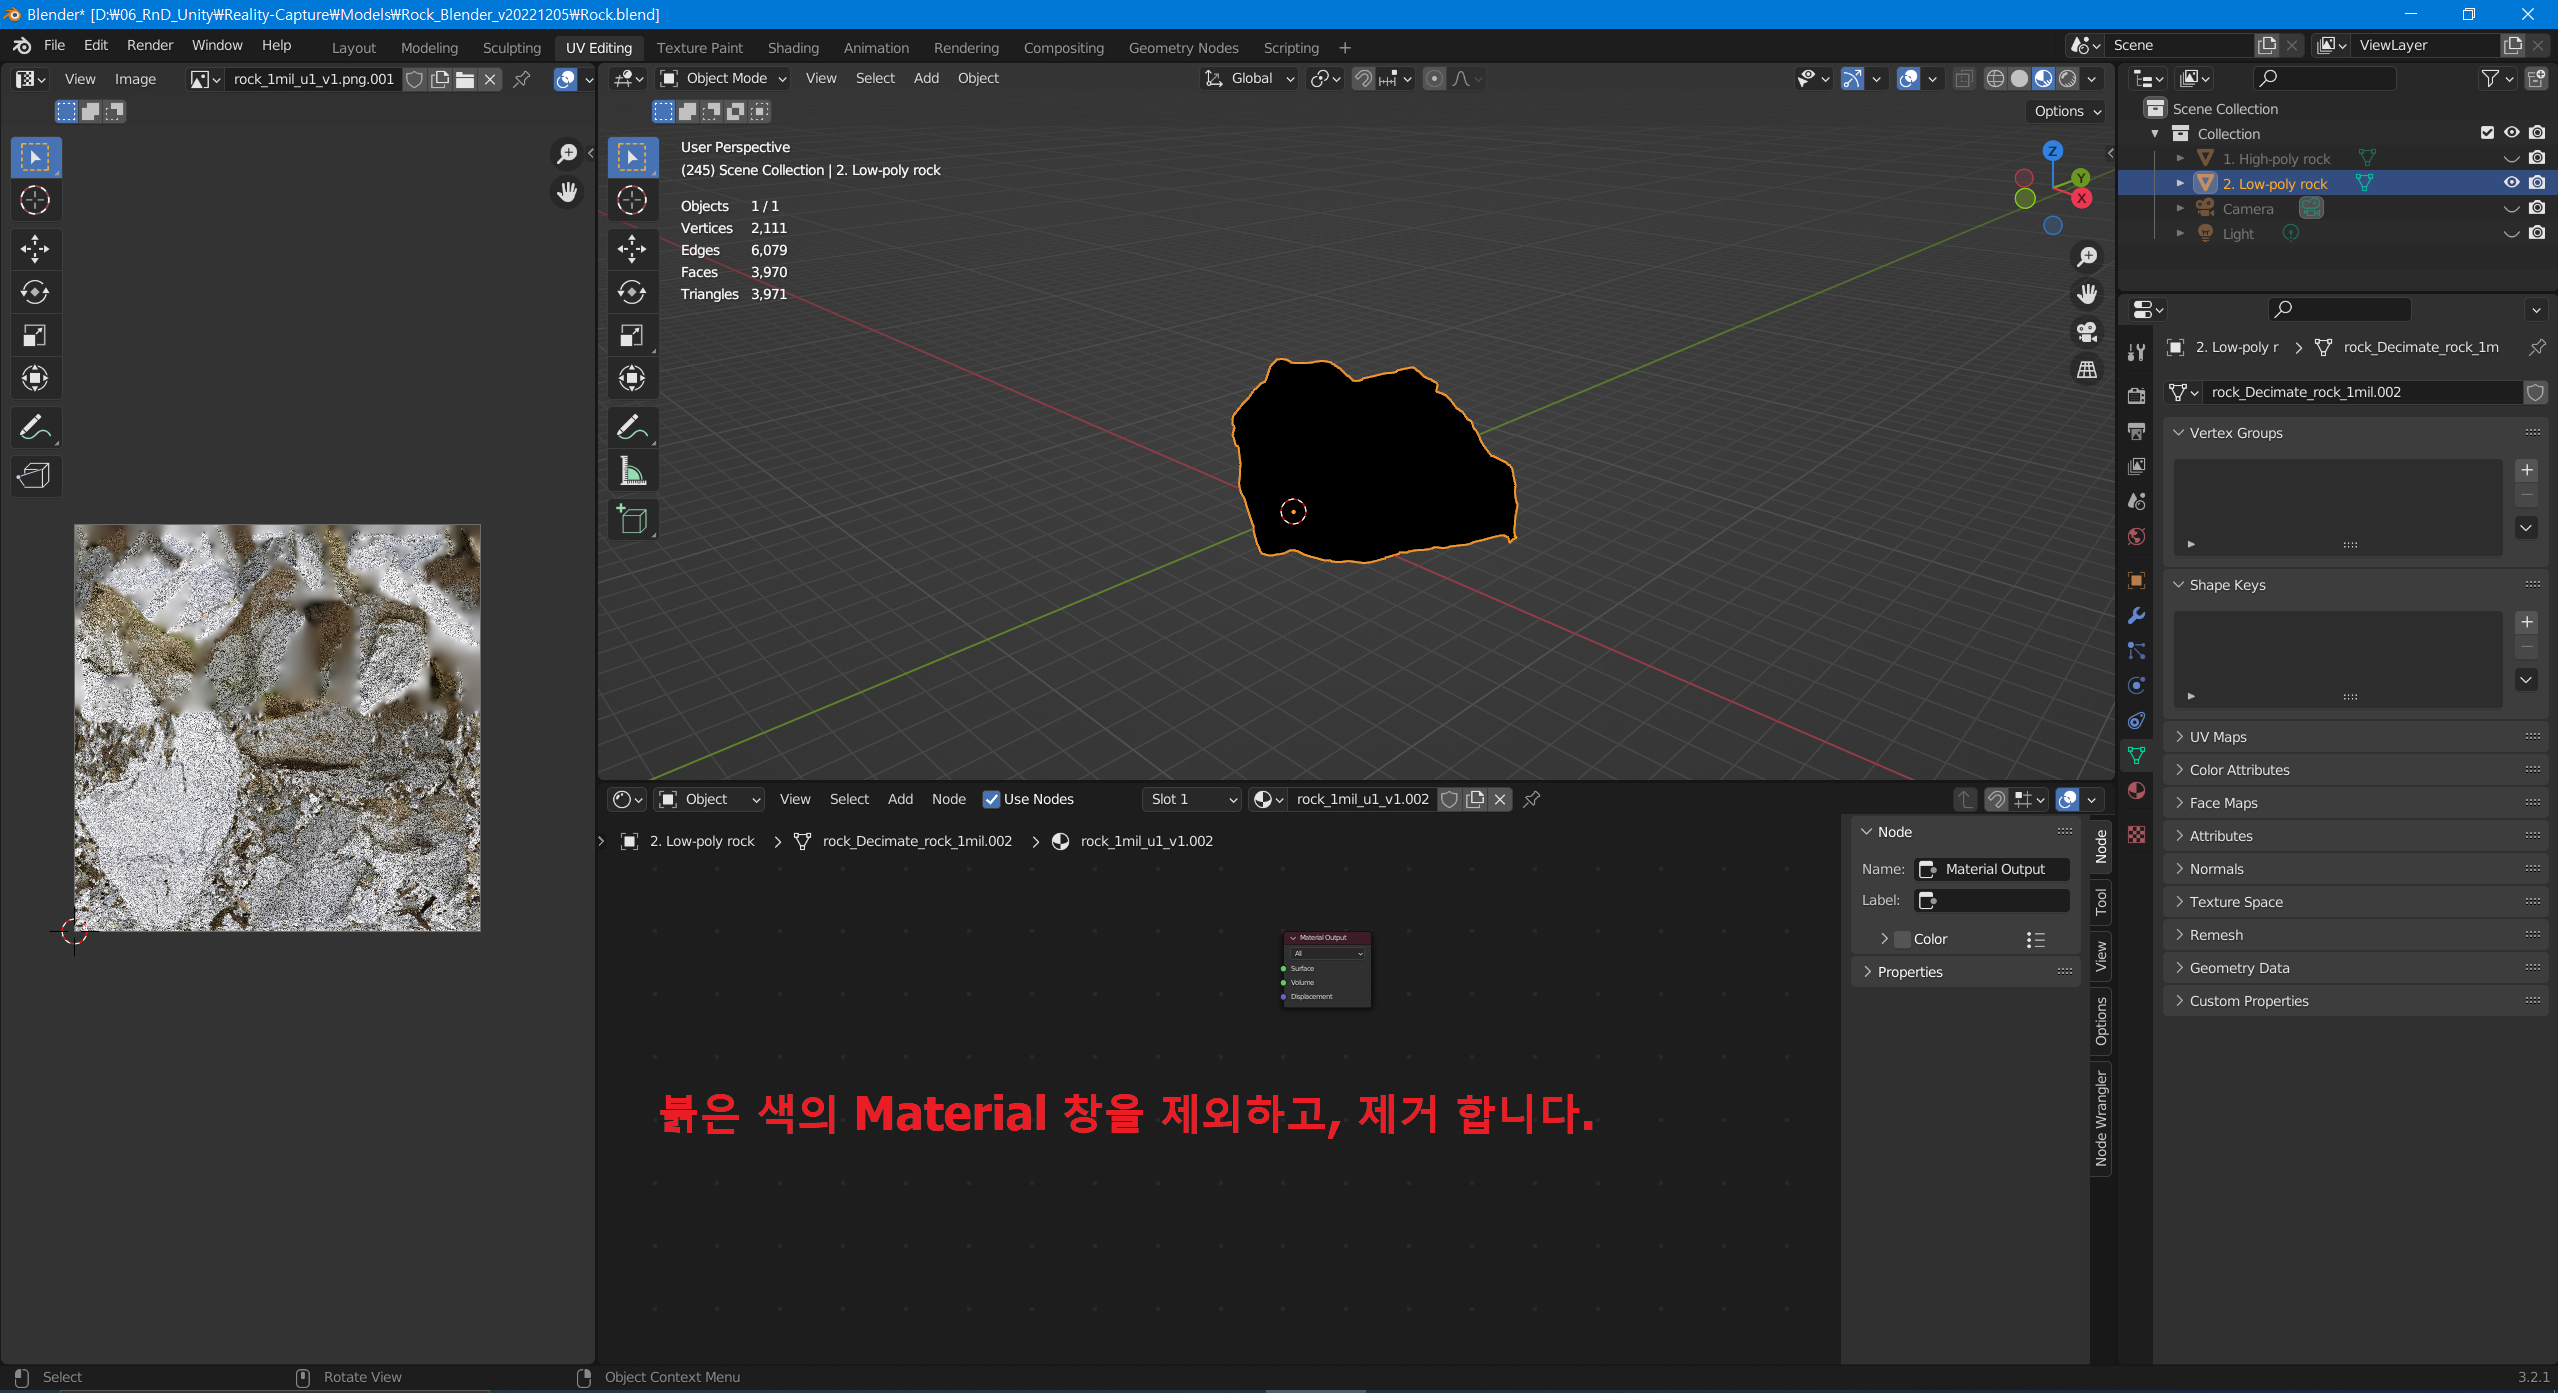 Blender* [D:₩06_RnD_Unity₩Reality-Capture₩Models₩Rock_Blender_v20221205₩Rock.blend]
File Edit Render Window Help Layout Modeling Sculpting UV Editing Texture Paint Shading Animation Rendering Compositing Geometry Nodes Scripting + Scene ViewLayer
View Image rock_1mil_u1_v1.png.001
Object Mode View Select Add Object Global
Options
User Perspective
(245) Scene Collection | 2. Low-poly rock
Objects 1 / 1
Vertices 2,111
Edges 6,079
Faces 3,970
Triangles 3,971
Z
Y
X
Scene Collection
Collection
1. High-poly rock
2. Low-poly rock
Camera
Light
2. Low-poly r rock_Decimate_rock_1m
rock_Decimate_rock_1mil.002
Vertex Groups
Shape Keys
UV Maps
Color Attributes
Face Maps
Attributes
Normals
Texture Space
Remesh
Geometry Data
Custom Properties
Object View Select Add Node Use Nodes Slot 1 rock_1mil_u1_v1.002
2. Low-poly rock rock_Decimate_rock_1mil.002 rock_1mil_u1_v1.002
Material Output
All
Surface
Volume
Displacement
Node
Name: Material Output
Label:
Color
Properties
Node
Tool
View
Options
Node Wrangler
붉은 색의 Material 창을 제외하고, 제거 합니다.
Select Rotate View Object Context Menu 3.2.1